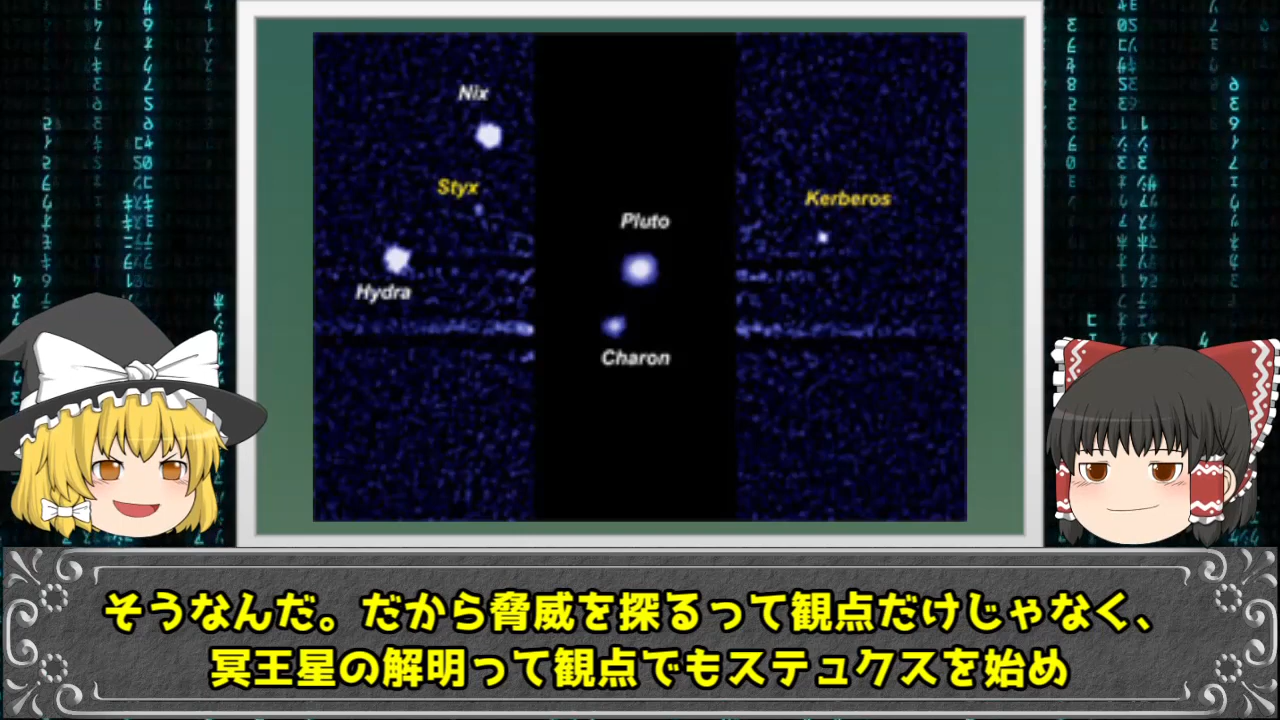 Nix
Styx
Kerberos
Pluto
Hydra
Charon
そうなんだ。だから脅威を探るって観点だけじゃなく、
冥王星の解明って観点でもステュクスを始め